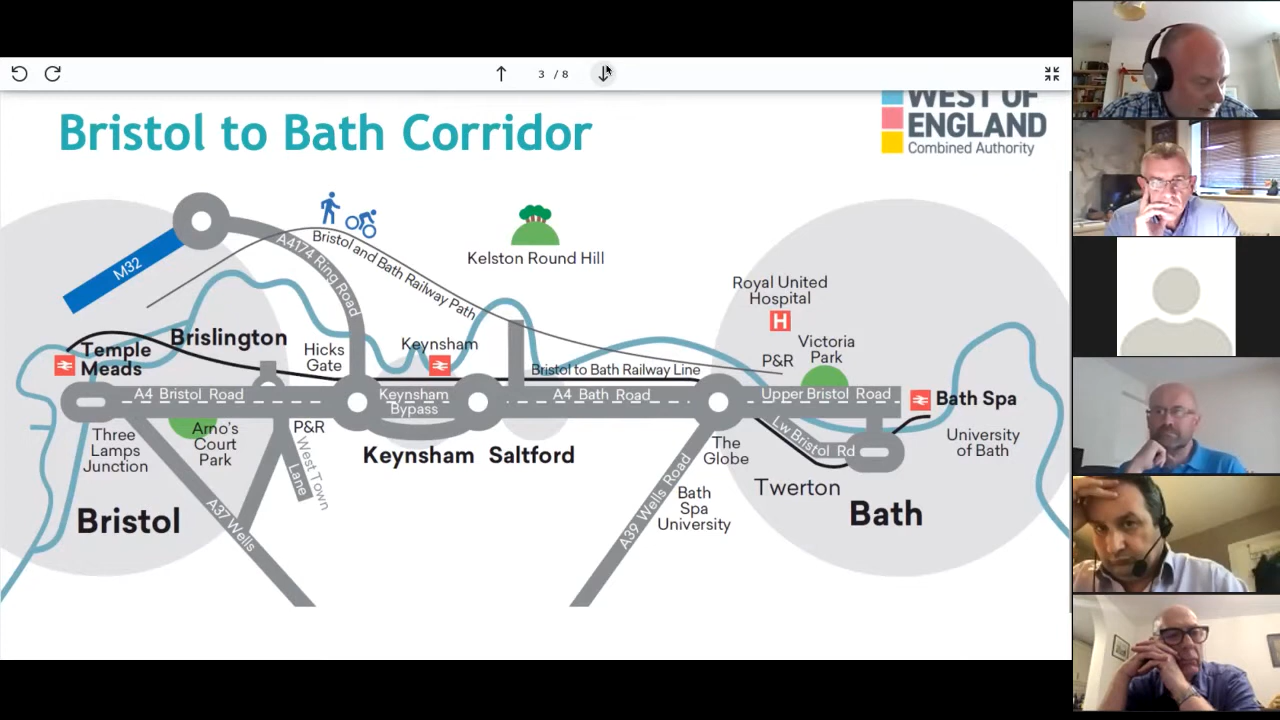 3 / 8
Bristol to Bath Corridor
WEST OF
ENGLAND
Combined Authority
M32
A4174 Ring Road
Bristol and Bath Railway Path
Kelston Round Hill
Royal United
Hospital
H
Victoria
Park
P&R
Brislington
Temple
Meads
Hicks
Gate
Keynsham
Bristol to Bath Railway Line
A4 Bristol Road
Keynsham
Bypass
A4 Bath Road
Upper Bristol Road
Bath Spa
University
of Bath
Three
Lamps
Junction
Arno's
Court
Park
P&R
West Town
Lane
Keynsham
Saltford
The
Globe
Lw Bristol Rd
Twerton
Bath
Bath
Spa
University
A39 Wells Road
A37 Wells
Bristol